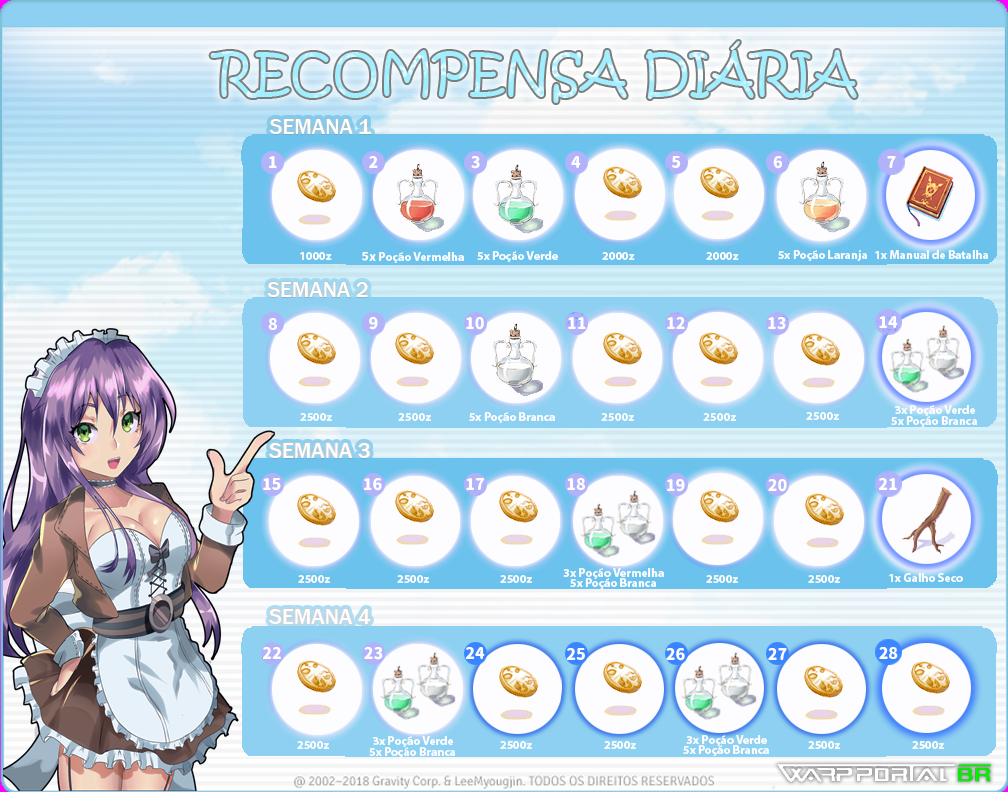 RECOMPENSA DIÁRIA
SEMANA 1
1 2 3 4 5 6 7
1000z 5x Poção Vermelha 5x Poção Verde 2000z 2000z 5x Poção Laranja 1x Manual de Batalha
SEMANA 2
8 9 10 11 12 13 14
2500z 2500z 5x Poção Branca 2500z 2500z 2500z 3x Poção Verde
5x Poção Branca
SEMANA 3
15 16 17 18 19 20 21
2500z 2500z 2500z 3x Poção Vermelha 2500z 2500z 1x Galho Seco
5x Poção Branca
SEMANA 4
22 23 24 25 26 27 28
2500z 3x Poção Verde 2500z 2500z 3x Poção Verde 2500z 2500z
5x Poção Branca 5x Poção Branca
@ 2002~2018 Gravity Corp. & LeeMyougjin. TODOS OS DIREITOS RESERVADOS
WARPPORTAL BR